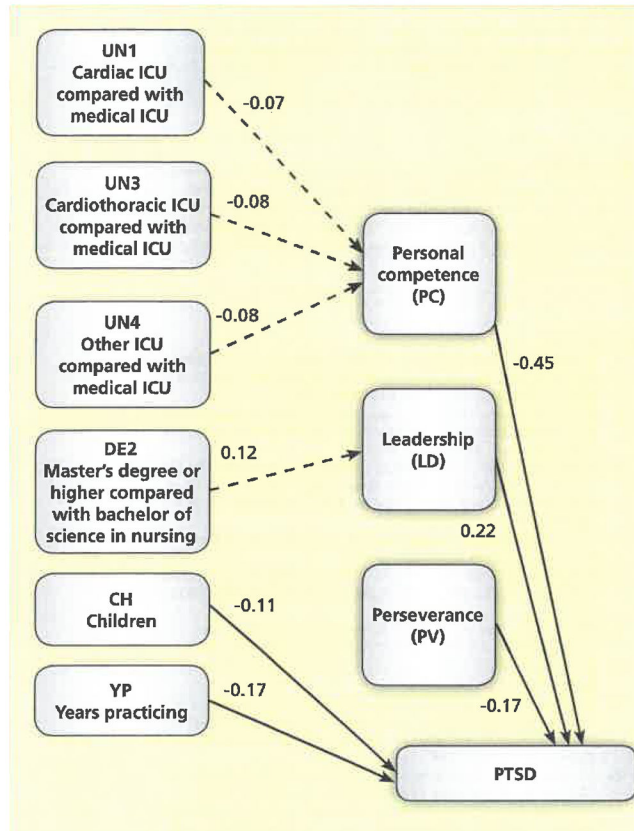 UN1
Cardiac ICU
compared with
medical ICU
-0.07
UN3
Cardiothoracic ICU
compared with
medical ICU
-0.08
UN4
Other ICU
compared with
medical ICU
-0.08
Personal
competence
(PC)
-0.45
DE2
Master's degree or
higher compared
with bachelor of
science in nursing
0.12
Leadership
(LD)
0.22
CH
Children
-0.11
YP
Years practicing
-0.17
Perseverance
(PV)
-0.17
PTSD